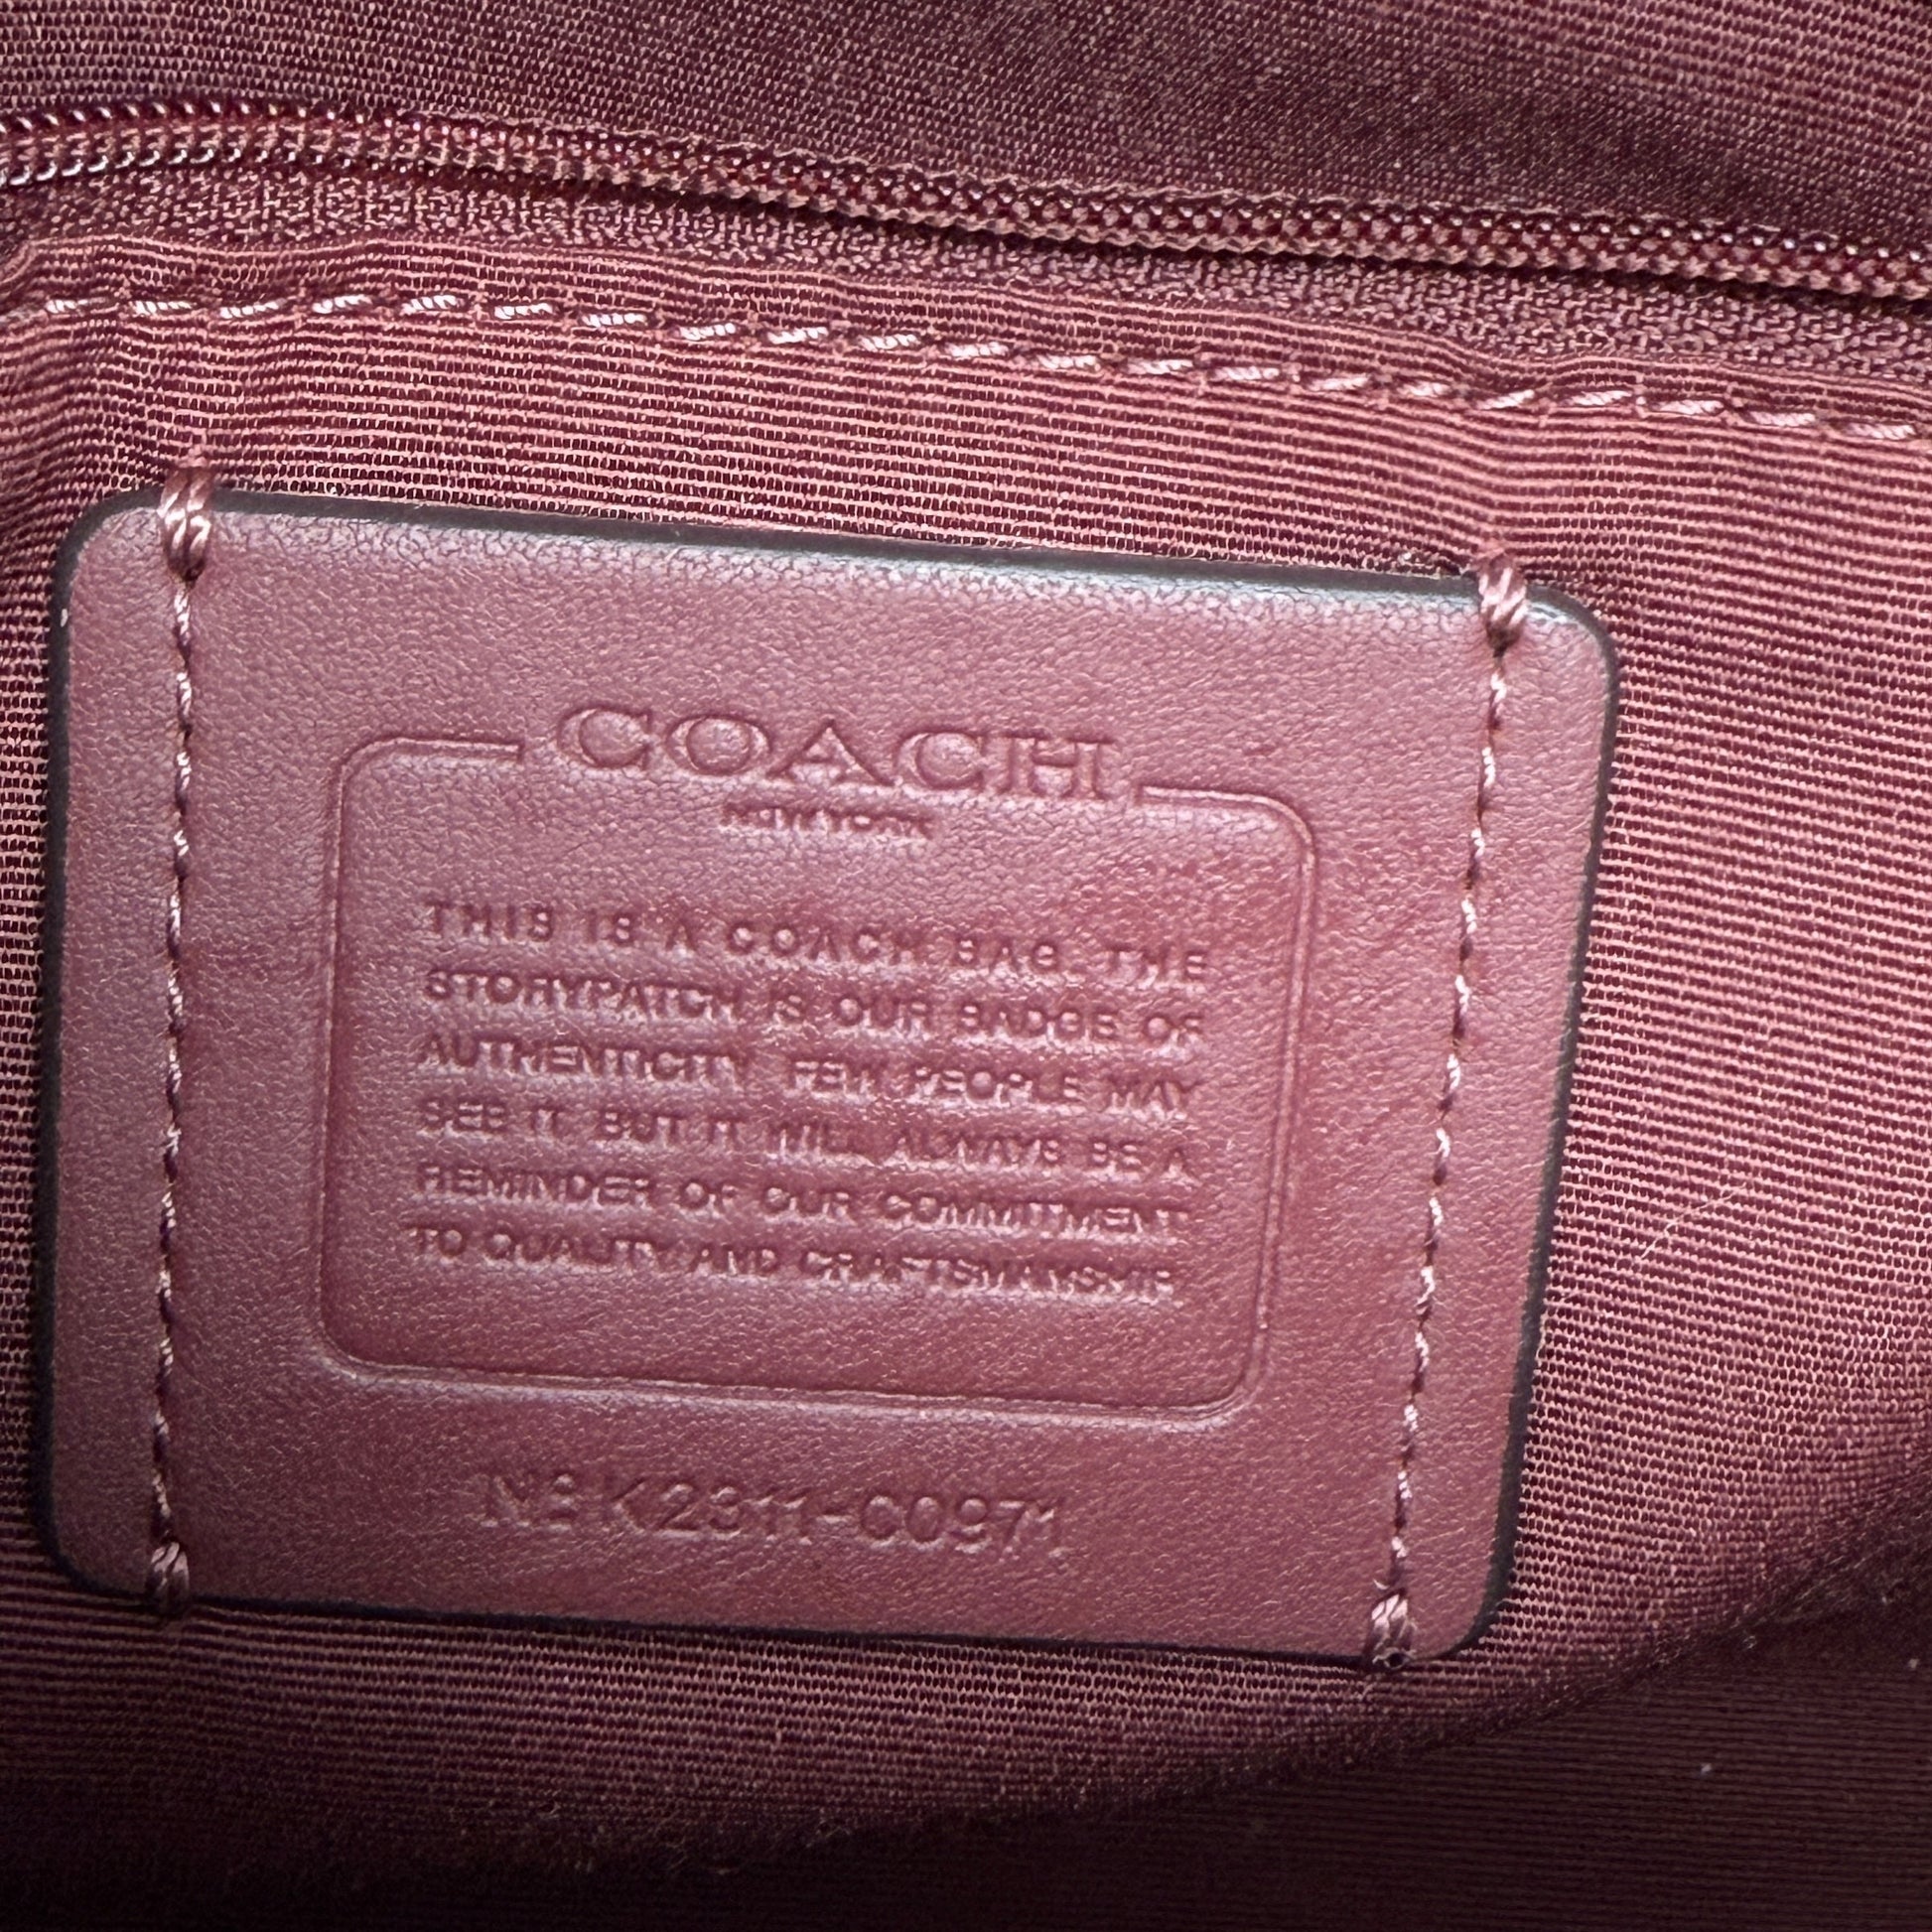 COACH
NEW YORK
THIS IS A COACH BAG. THE
STORYPATCH IS OUR BADGE OF
AUTHENTICITY. FEW PEOPLE MAY
SEE IT, BUT IT WILL ALWAYS BE A
REMINDER OF OUR COMMITMENT
TO QUALITY AND CRAFTSMANSHIP.
Nº K2311-C0971